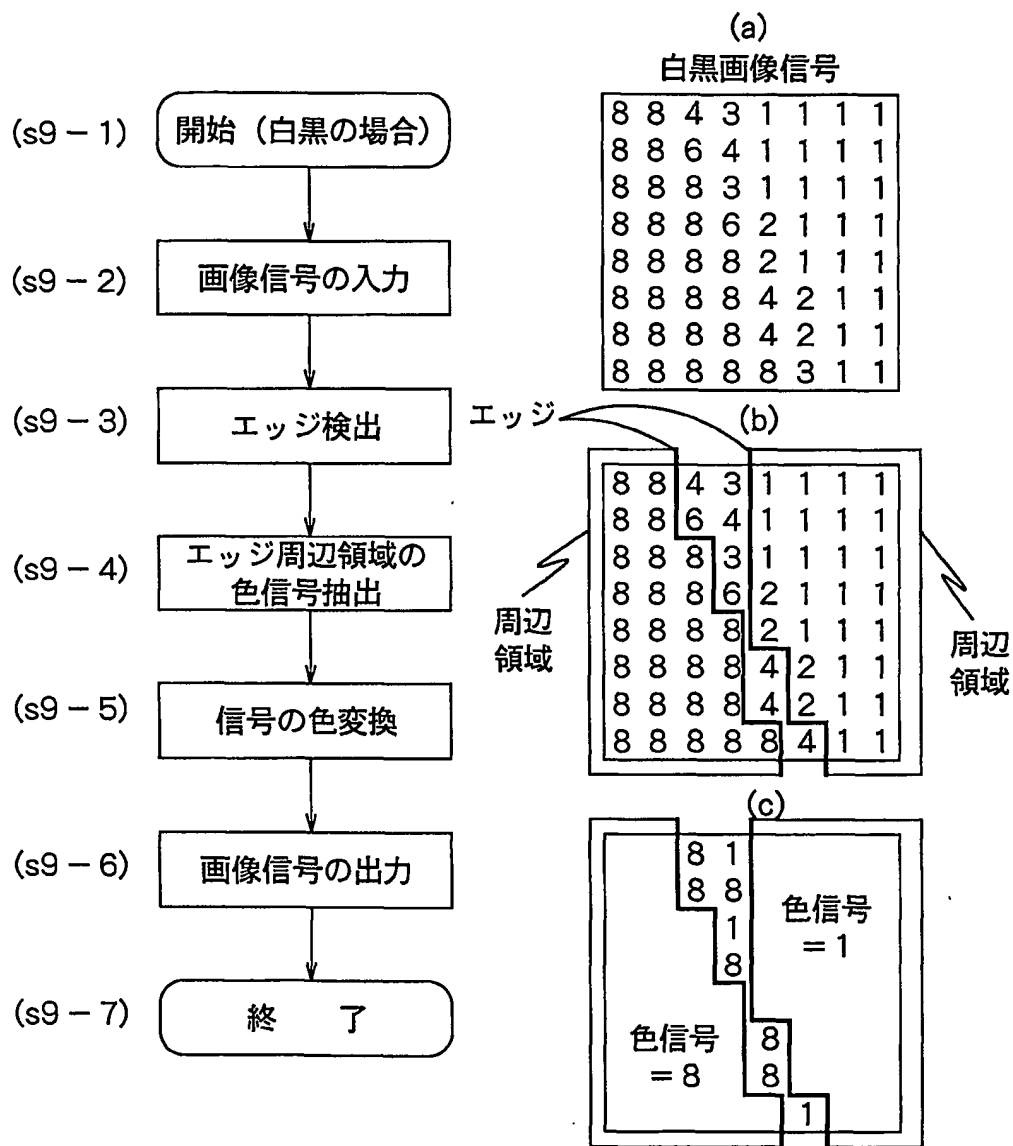 (s9－1)
開始（白黒の場合）
(s9－2)
画像信号の入力
(s9－3)
エッジ検出
(s9－4)
エッジ周辺領域の
色信号抽出
(s9－5)
信号の色変換
(s9－6)
画像信号の出力
(s9－7)
終　了
(a)
白黒画像信号
8 8 4 3 1 1 1 1
8 8 6 4 1 1 1 1
8 8 8 3 1 1 1 1
8 8 8 6 2 1 1 1
8 8 8 8 2 1 1 1
8 8 8 8 4 2 1 1
8 8 8 8 4 2 1 1
8 8 8 8 8 3 1 1
エッジ
(b)
8 8 4 3 1 1 1 1
8 8 6 4 1 1 1 1
8 8 8 3 1 1 1 1
8 8 8 6 2 1 1 1
8 8 8 8 2 1 1 1
8 8 8 8 4 2 1 1
8 8 8 8 4 2 1 1
8 8 8 8 8 4 1 1
周辺
領域
周辺
領域
(c)
8 1
8 8
1
8
8
8
1
色信号
＝1
色信号
＝8